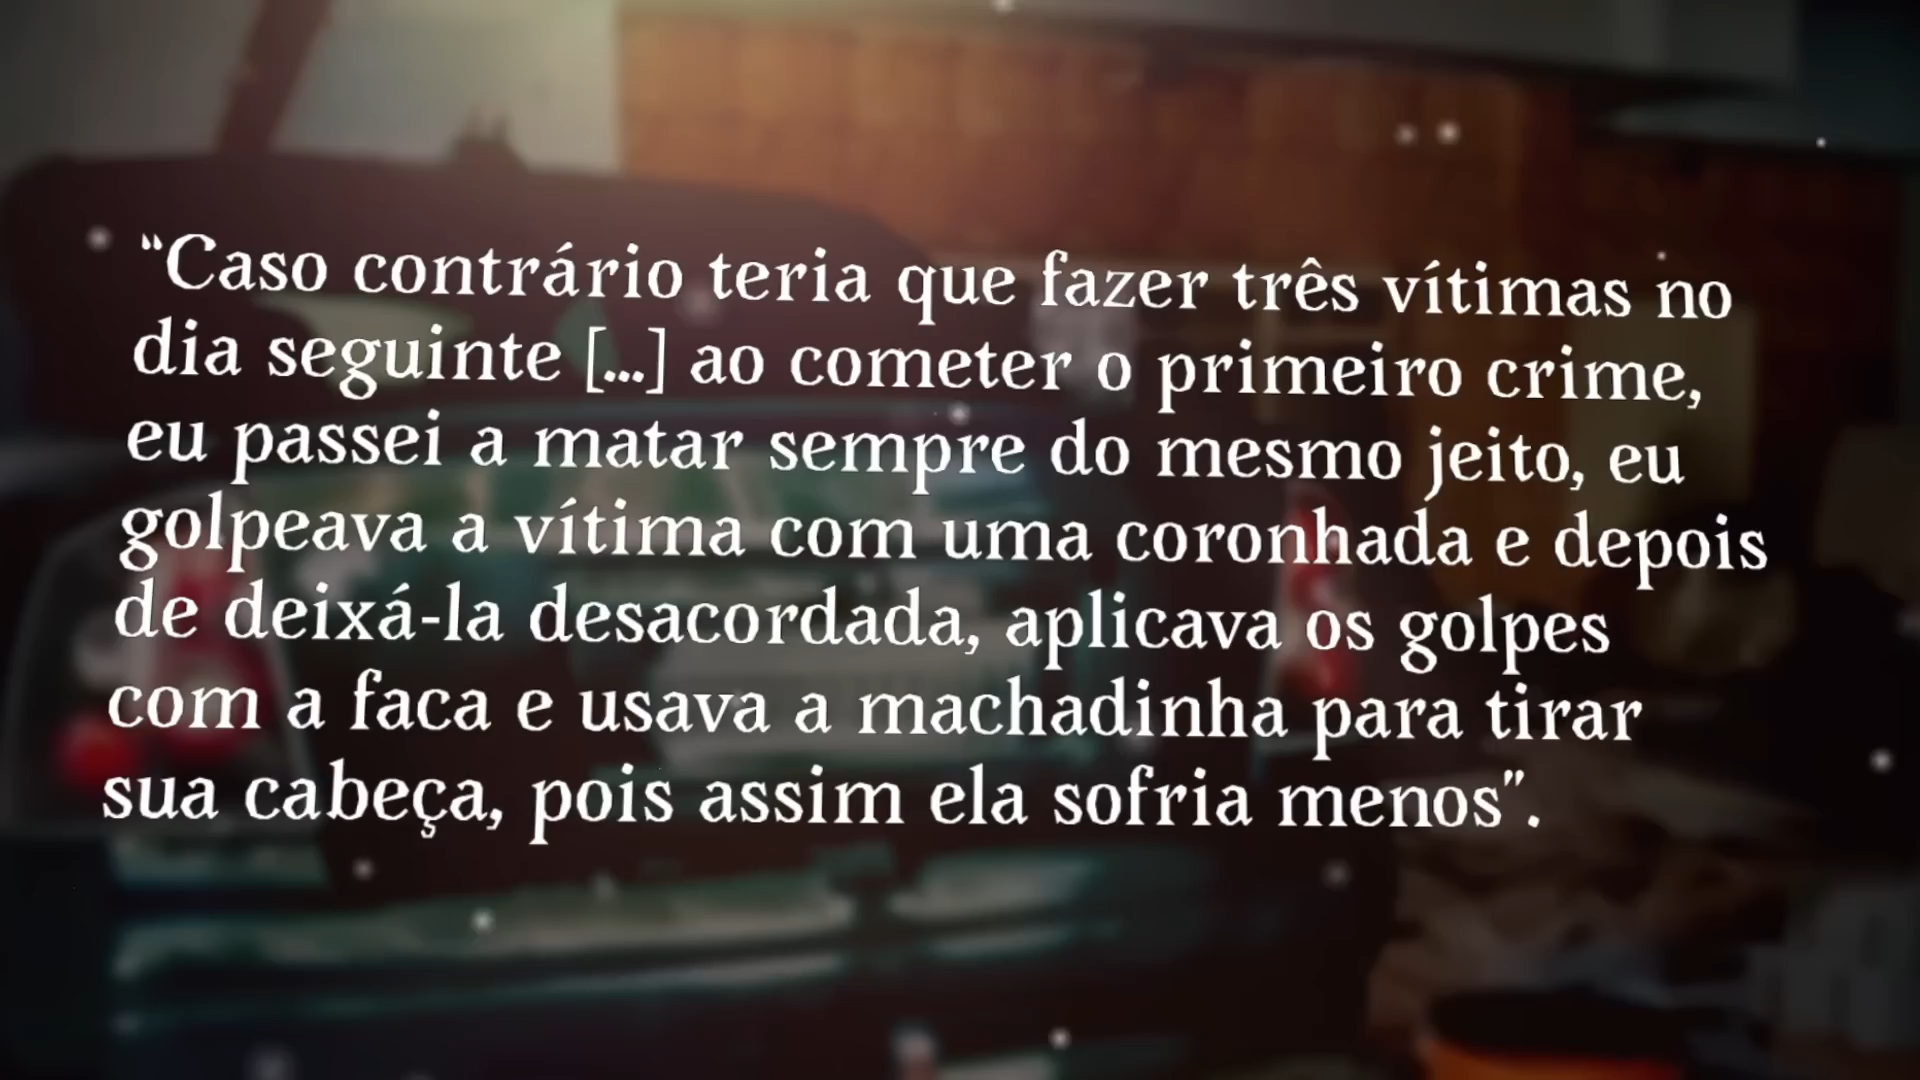 “Caso contrário teria que fazer três vítimas no
dia seguinte [...] ao cometer o primeiro crime,
eu passei a matar sempre do mesmo jeito, eu
golpeava a vítima com uma coronhada e depois
de deixá-la desacordada, aplicava os golpes
com a faca e usava a machadinha para tirar
sua cabeça, pois assim ela sofria menos”.